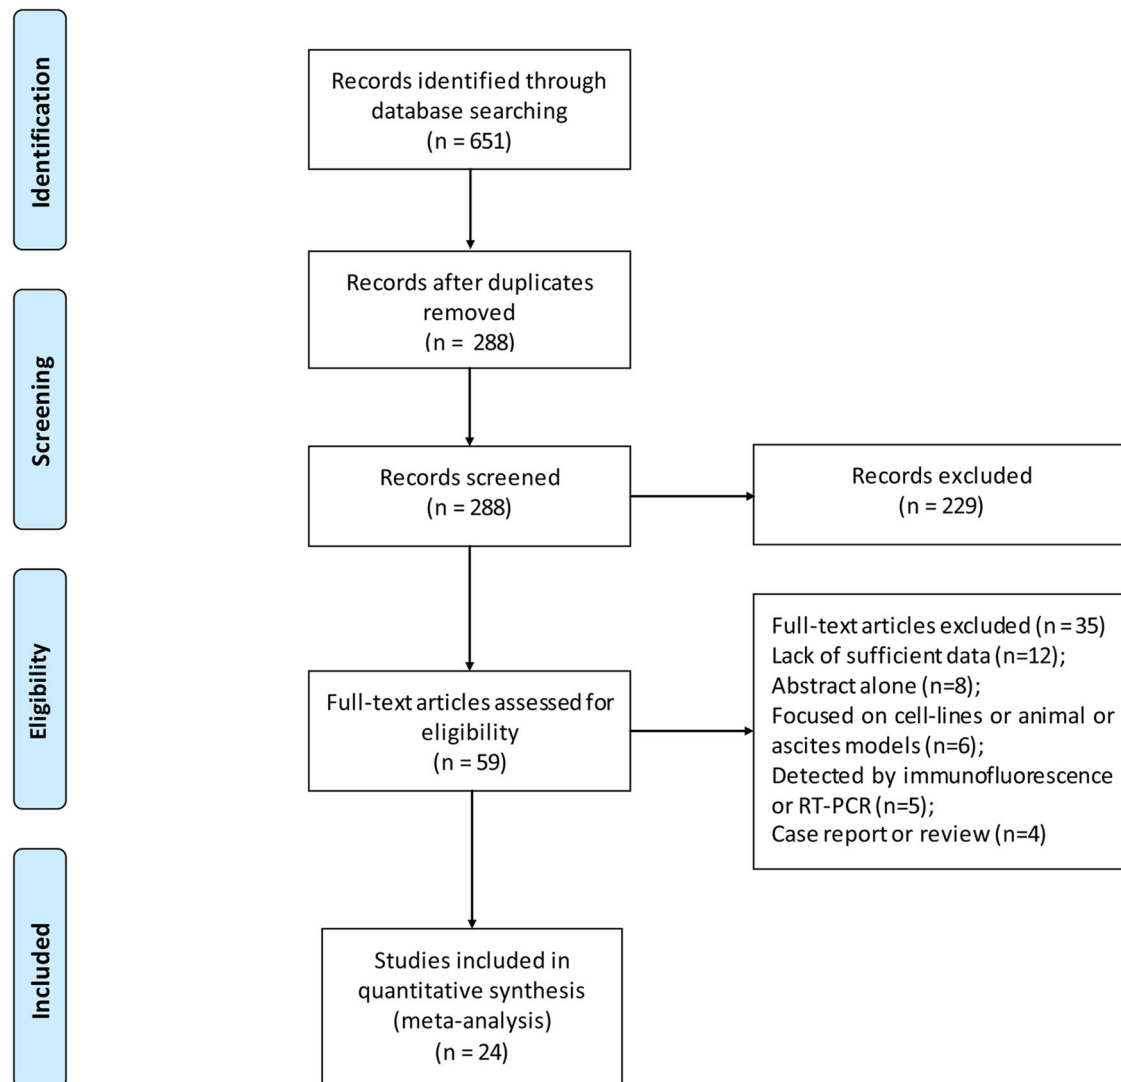 Identification
Records identified through
database searching
(n = 651)
Records after duplicates
removed
(n = 288)
Screening
Records screened
(n = 288)
Records excluded
(n = 229)
Eligibility
Full-text articles assessed for
eligibility
(n = 59)
Full-text articles excluded (n = 35)
Lack of sufficient data (n=12);
Abstract alone (n=8);
Focused on cell-lines or animal or
ascites models (n=6);
Detected by immunofluorescence
or RT-PCR (n=5);
Case report or review (n=4)
Included
Studies included in
quantitative synthesis
(meta-analysis)
(n = 24)